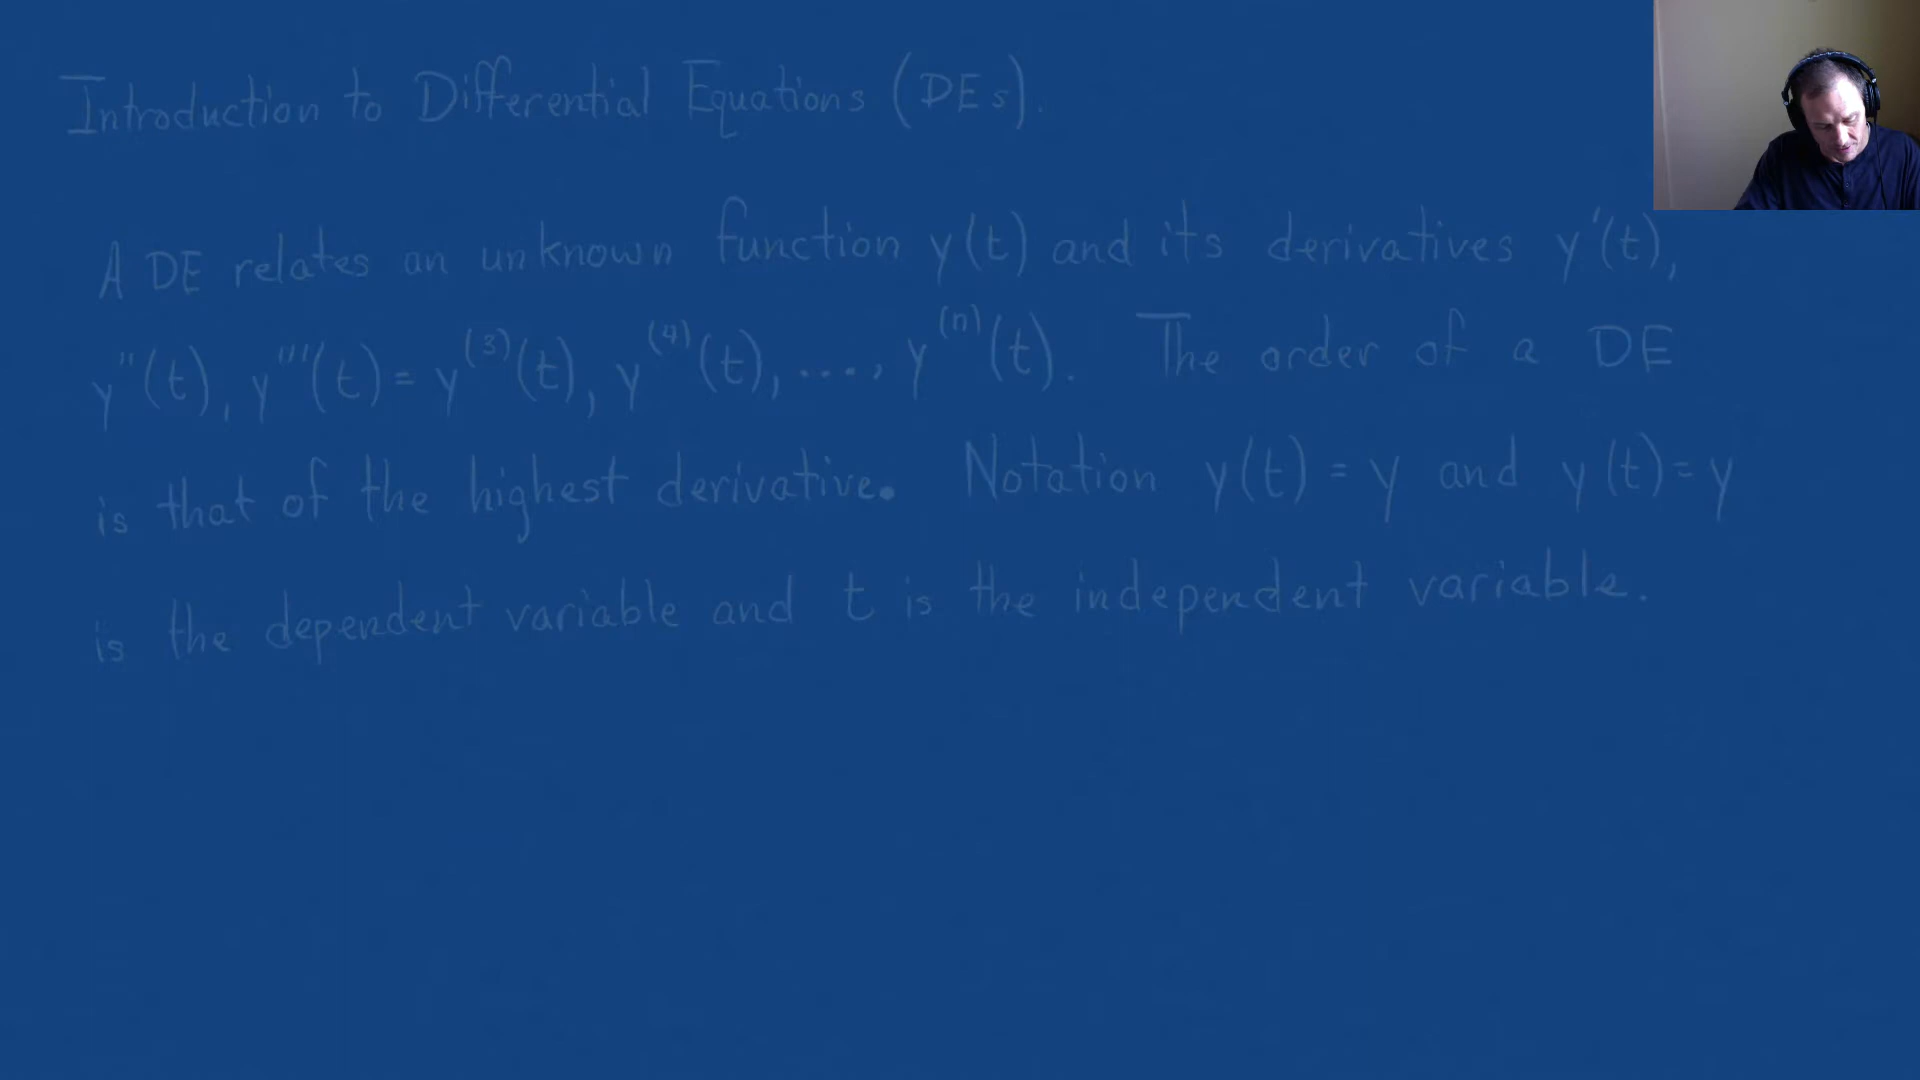 Introduction to Differential Equations (DEs).
A DE relates an unknown function y(t) and its derivatives y'(t),
y''(t), y'''(t) = y^(3)(t), y^(4)(t), ...., y^(n)(t). The order of a DE
is that of the highest derivative. Notation y(t) = y and y(t) = y
is the dependent variable and t is the independent variable.